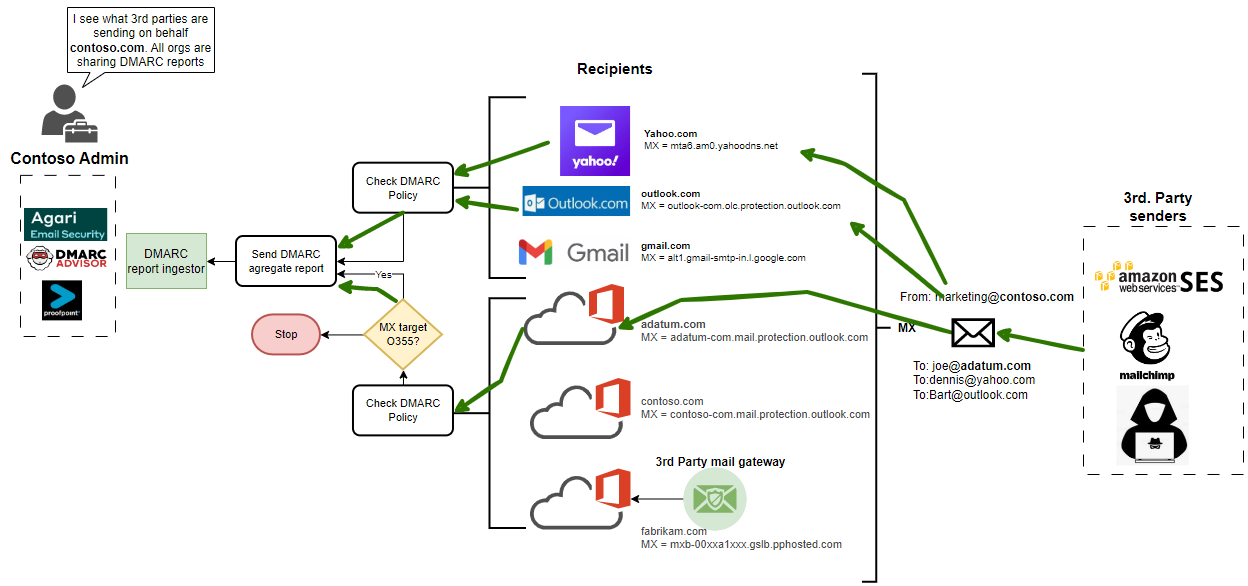 I see what 3rd parties are
sending on behalf
contoso.com. All orgs are
sharing DMARC reports
Contoso Admin
Agari
Email Security
DMARC
ADVISOR
proofpoint
DMARC
report ingestor
Send DMARC
agregate report
Check DMARC
Policy
Yes
Stop
MX target
O355?
Check DMARC
Policy
Recipients
yahoo!
Yahoo.com
MX = mta6.am0.yahoodns.net
Outlook.com
outlook.com
MX = outlook-com.olc.protection.outlook.com
Gmail
gmail.com
MX = alt1.gmail-smtp-in.l.google.com
adatum.com
MX = adatum-com.mail.protection.outlook.com
contoso.com
MX = contoso-com.mail.protection.outlook.com
3rd Party mail gateway
fabrikam.com
MX = mxb-00xxa1xxx.gslb.pphosted.com
MX
From: marketing@contoso.com
To: joe@adatum.com
To:dennis@yahoo.com
To:Bart@outlook.com
3rd. Party
senders
amazon
webservices™
SES
mailchimp